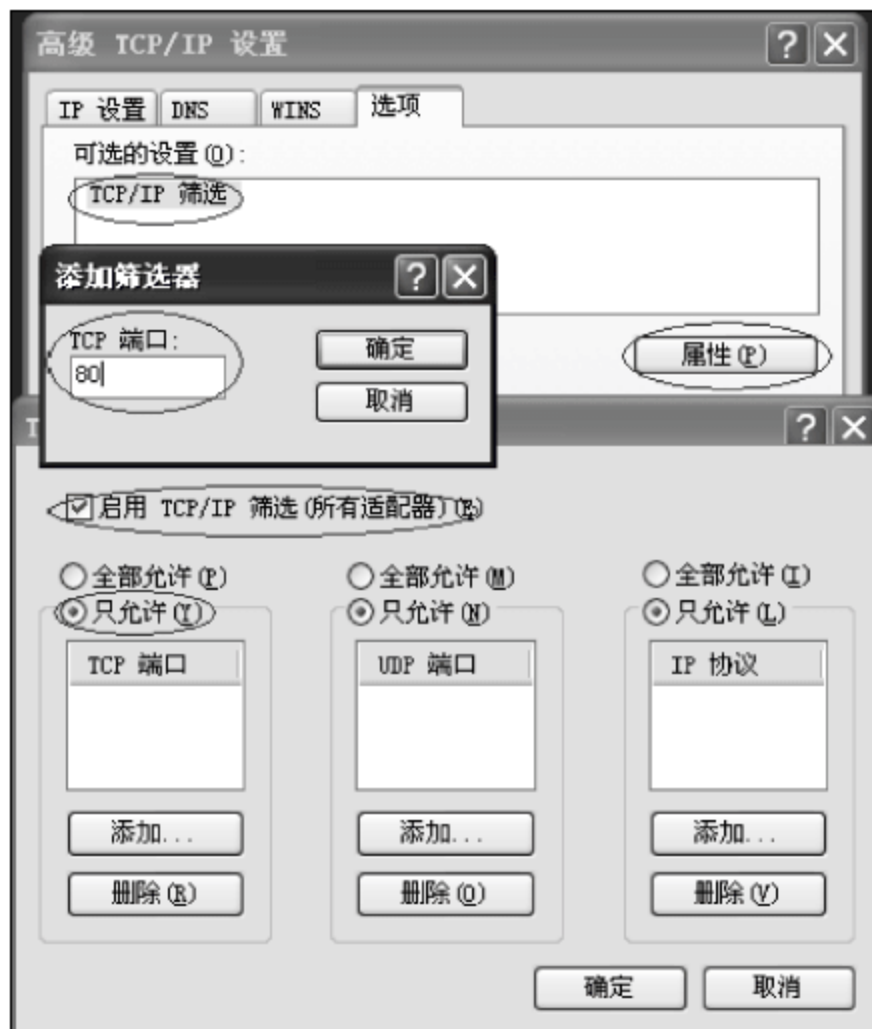 高级 TCP/IP 设置
IP 设置 DNS WINS 选项
可选的设置(O):
TCP/IP 筛选
添加筛选器
TCP 端口:
80
确定
取消
属性(P)
T
启用 TCP/IP 筛选(所有适配器)(E)
全部允许(P) 全部允许(M) 全部允许(I)
只允许(Y) 只允许(N) 只允许(L)
TCP 端口 UDP 端口 IP 协议
添加... 添加... 添加...
删除(R) 删除(O) 删除(V)
确定 取消